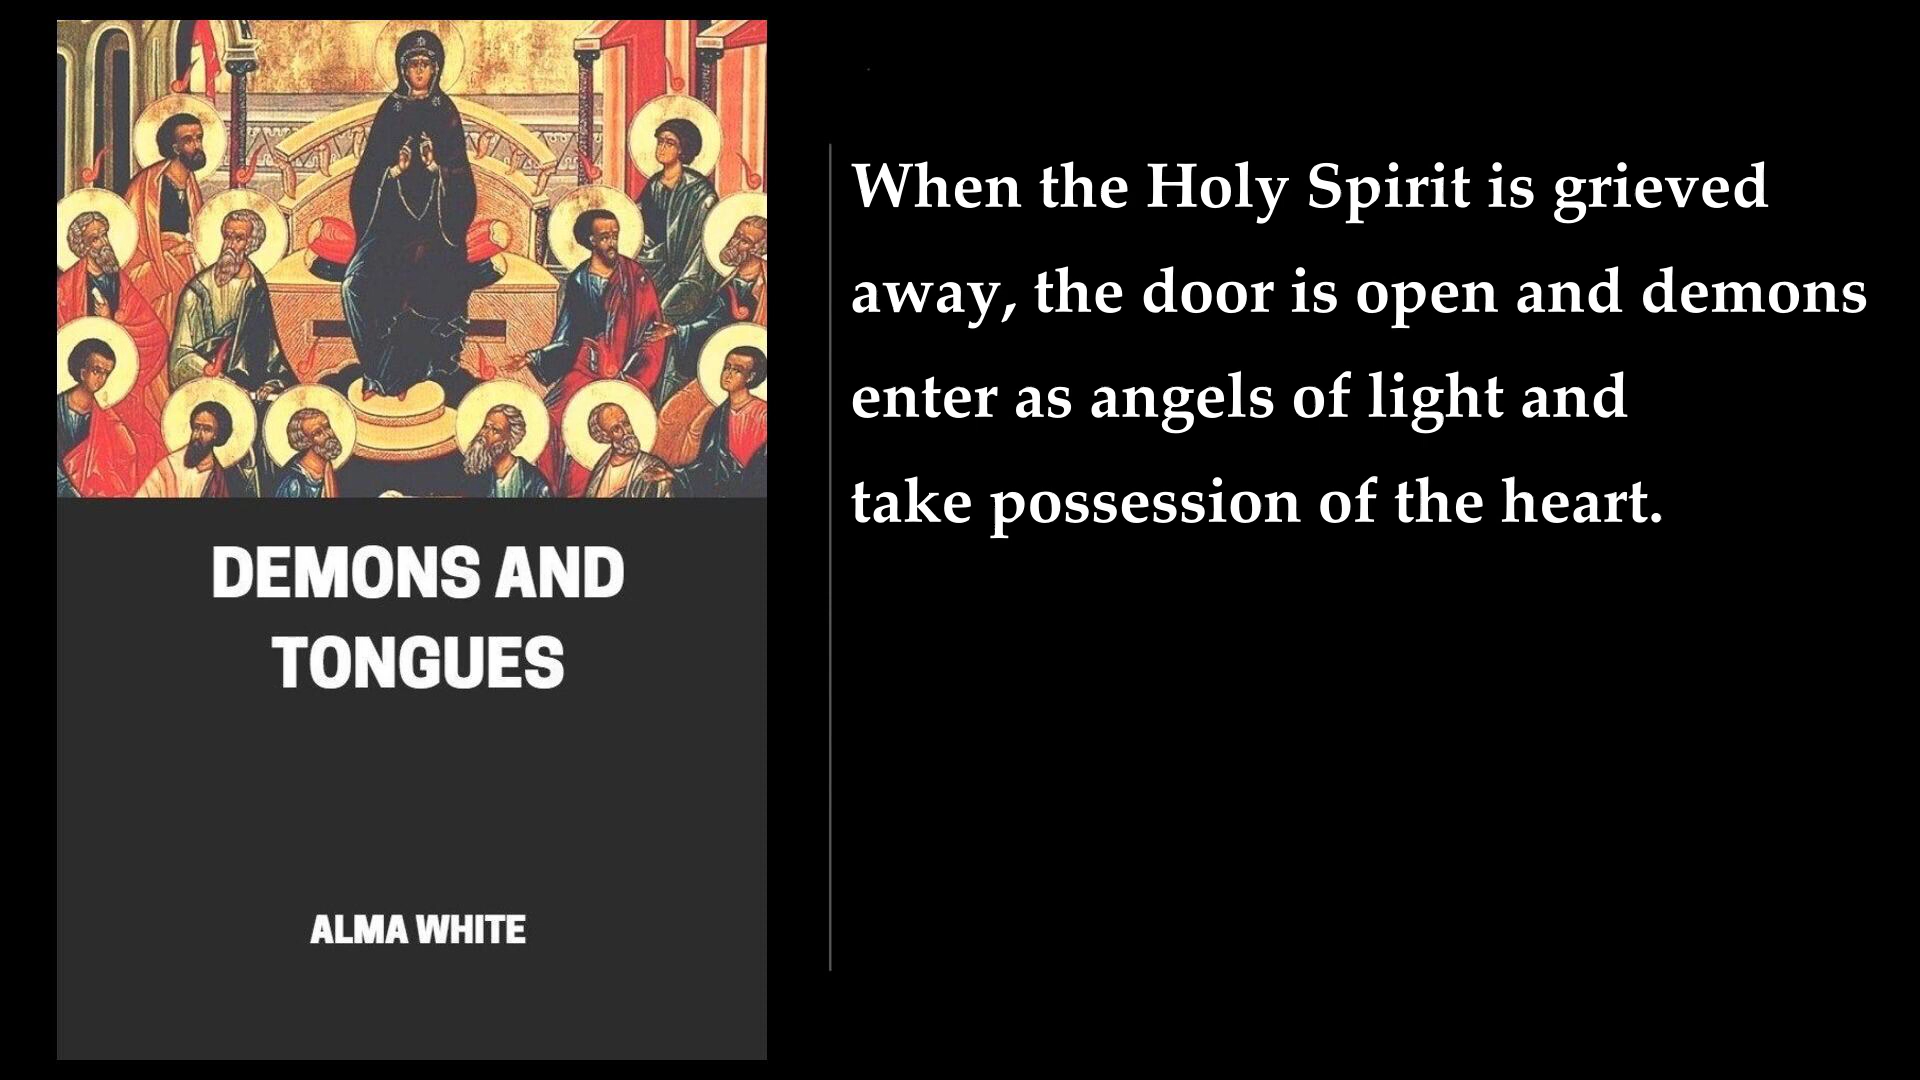 DEMONS AND
TONGUES
ALMA WHITE
When the Holy Spirit is grieved
away, the door is open and demons
enter as angels of light and
take possession of the heart.